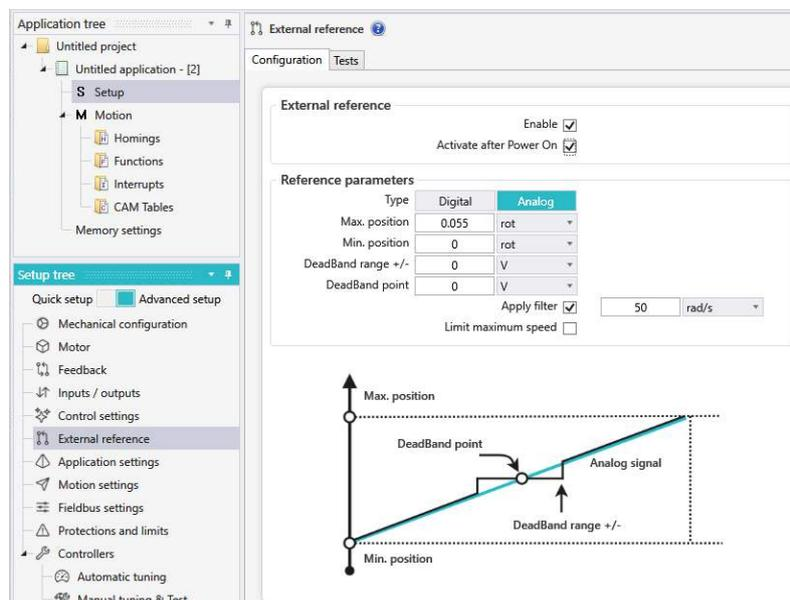 Application tree
Untitled project
Untitled application - [2]
S Setup
M Motion
Homings
Functions
Interrupts
CAM Tables
Memory settings
Setup tree
Quick setup Advanced setup
Mechanical configuration
Motor
Feedback
Inputs / outputs
Control settings
External reference
Application settings
Motion settings
Fieldbus settings
Protections and limits
Controllers
Automatic tuning
Manual tuning & Test
External reference ?
Configuration Tests
External reference
Enable
Activate after Power On
Reference parameters
Type Digital Analog
Max. position 0.055 rot
Min. position 0 rot
DeadBand range +/- 0 V
DeadBand point 0 V
Apply filter 50 rad/s
Limit maximum speed
Max. position
DeadBand point
Analog signal
DeadBand range +/-
Min. position